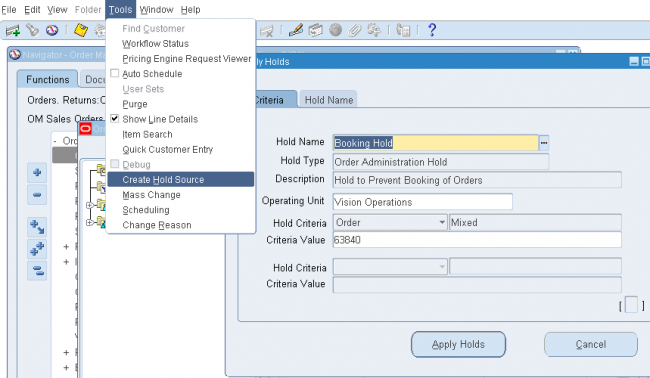 File Edit View Folder Tools Window Help
Find Customer
Workflow Status
Pricing Engine Request Viewer
Auto Schedule
User Sets
Purge
Show Line Details
Item Search
Quick Customer Entry
Debug
Create Hold Source
Mass Change
Scheduling
Change Reason
Navigator - Order Ma
Functions Docu
Orders. Returns:C
OM Sales Orders
- Orc
+ F
+ I
+ F
+ E
ly Holds
Criteria Hold Name
Hold Name Booking Hold
Hold Type Order Administration Hold
Description Hold to Prevent Booking of Orders
Operating Unit Vision Operations
Hold Criteria Order Mixed
Criteria Value 63840
Hold Criteria
Criteria Value
[ ]
Apply Holds Cancel